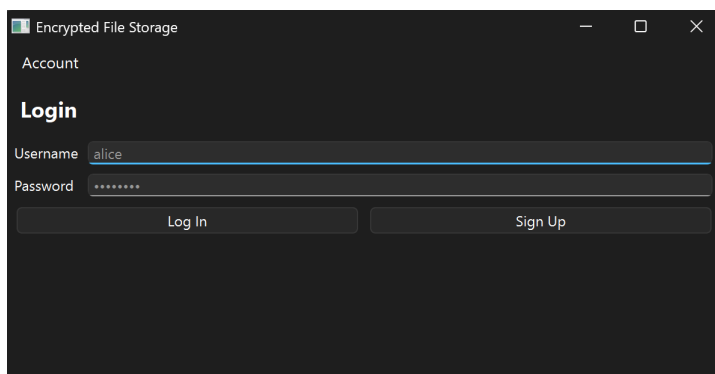 Encrypted File Storage
Account
Login
Username alice
Password ••••••••
Log In Sign Up